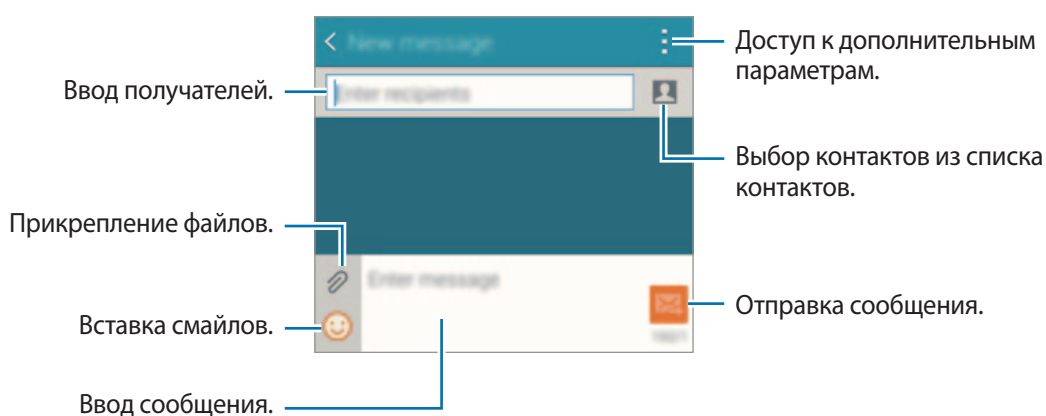 New message
Доступ к дополнительным
параметрам.
Ввод получателей.
Enter recipients
Выбор контактов из списка
контактов.
Прикрепление файлов.
Enter message
Отправка сообщения.
Вставка смайлов.
Ввод сообщения.